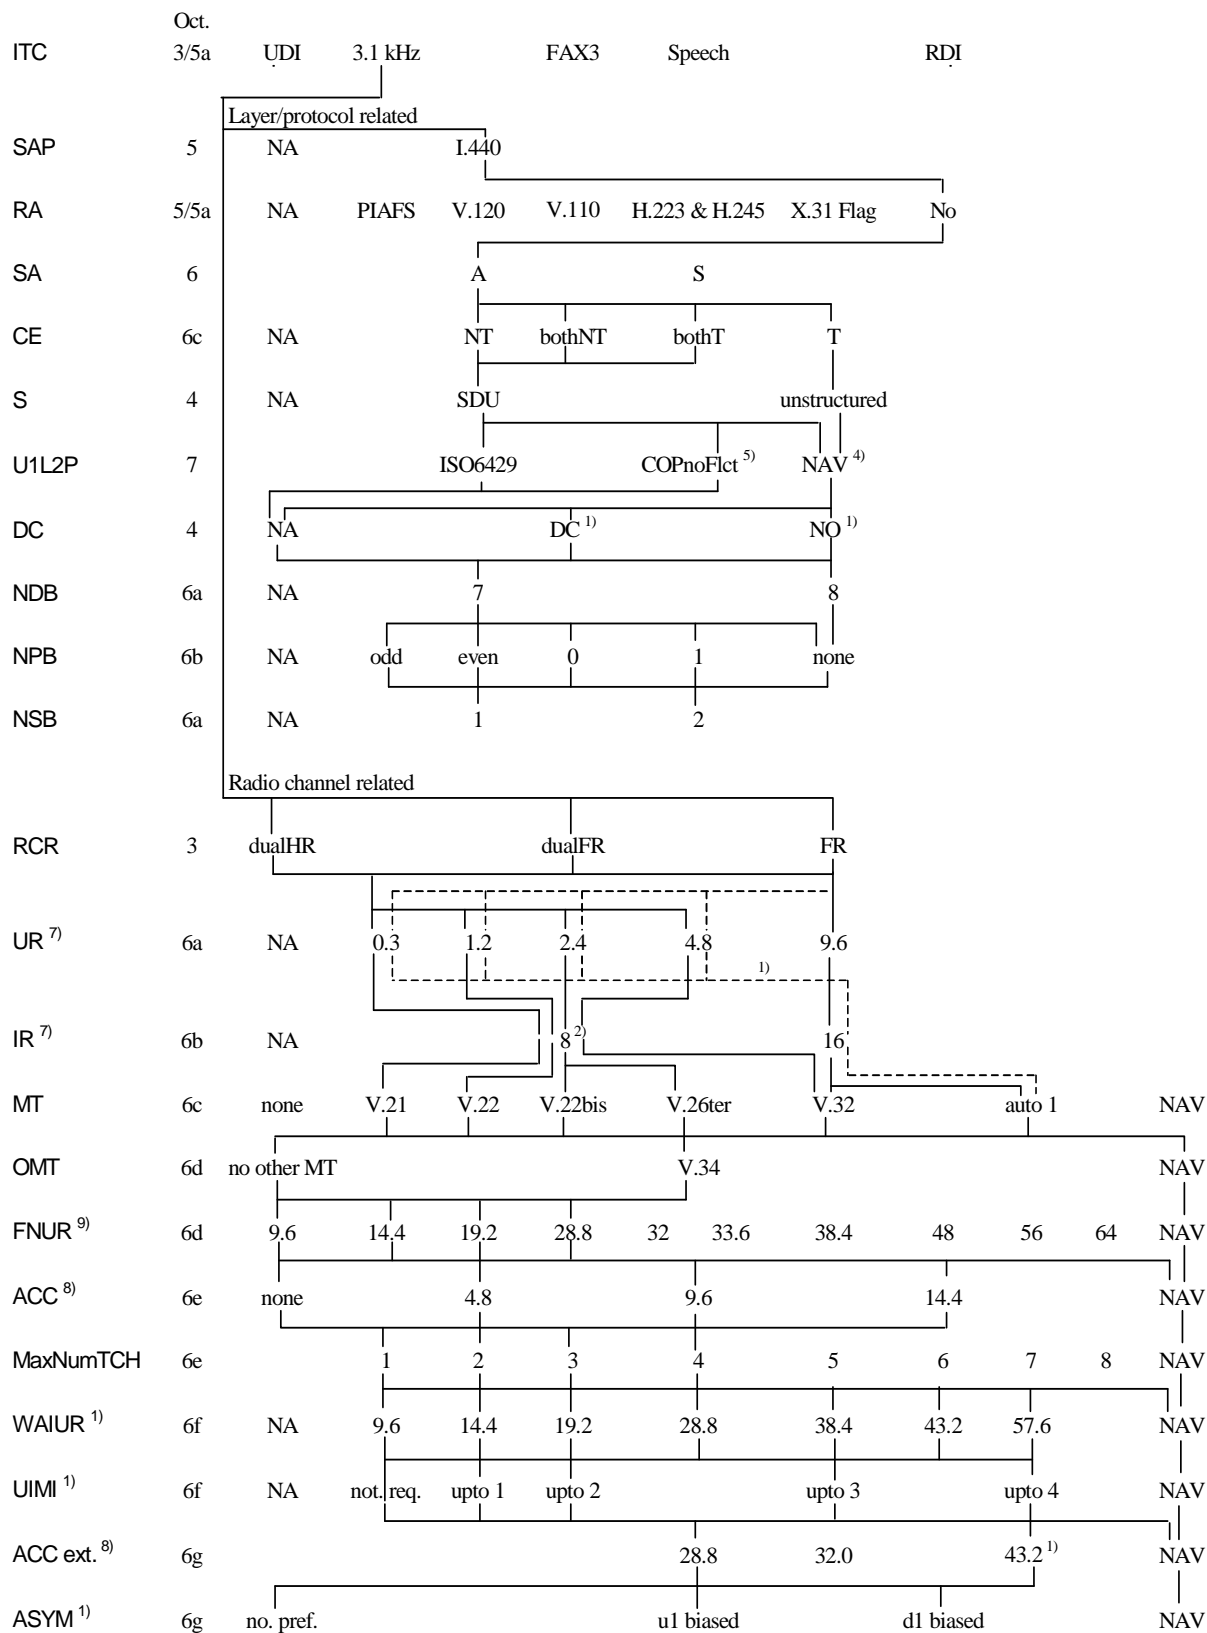 Oct.
ITC 3/5a UDI 3.1 kHz FAX3 Speech RDI
Layer/protocol related
SAP 5 NA I.440
RA 5/5a NA PIAFS V.120 V.110 H.223 & H.245 X.31 Flag No
SA 6 A S
CE 6c NA NT bothNT bothT T
S 4 NA SDU unstructured
U1L2P 7 ISO6429 COPnoFlct 5) NAV 4)
DC 4 NA DC 1) NO 1)
NDB 6a NA 7 8
NPB 6b NA odd even 0 1 none
NSB 6a NA 1 2
Radio channel related
RCR 3 dualHR dualFR FR
UR 7) 6a NA 0.3 1.2 2.4 4.8 9.6
1)
IR 7) 6b NA 8 2) 16
MT 6c none V.21 V.22 V.22bis V.26ter V.32 auto 1 NAV
OMT 6d no other MT V.34 NAV
FNUR 9) 6d 9.6 14.4 19.2 28.8 32 33.6 38.4 48 56 64 NAV
ACC 8) 6e none 4.8 9.6 14.4 NAV
MaxNumTCH 6e 1 2 3 4 5 6 7 8 NAV
WAIUR 1) 6f NA 9.6 14.4 19.2 28.8 38.4 43.2 57.6 NAV
UIMI 1) 6f NA not. req. upto 1 upto 2 upto 3 upto 4 NAV
ACC ext. 8) 6g 28.8 32.0 43.2 1) NAV
ASYM 1) 6g no. pref. u1 biased d1 biased NAV